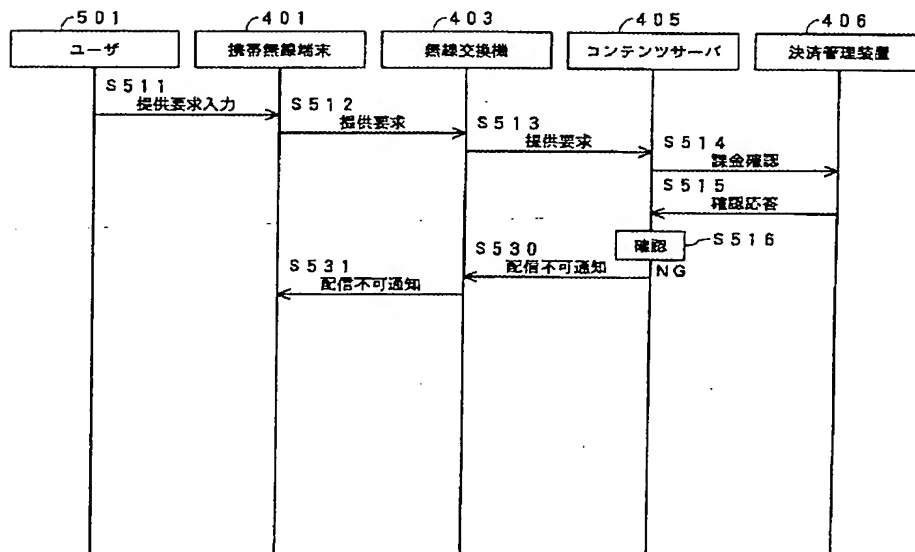 501
401
403
405
406
ユーザ
携帯無線端末
無線交換機
コンテンツサーバ
決済管理装置
S511
提供要求入力
S512
提供要求
S513
提供要求
S514
課金確認
S515
確認応答
確認
S516
NG
S530
配信不可通知
S531
配信不可通知